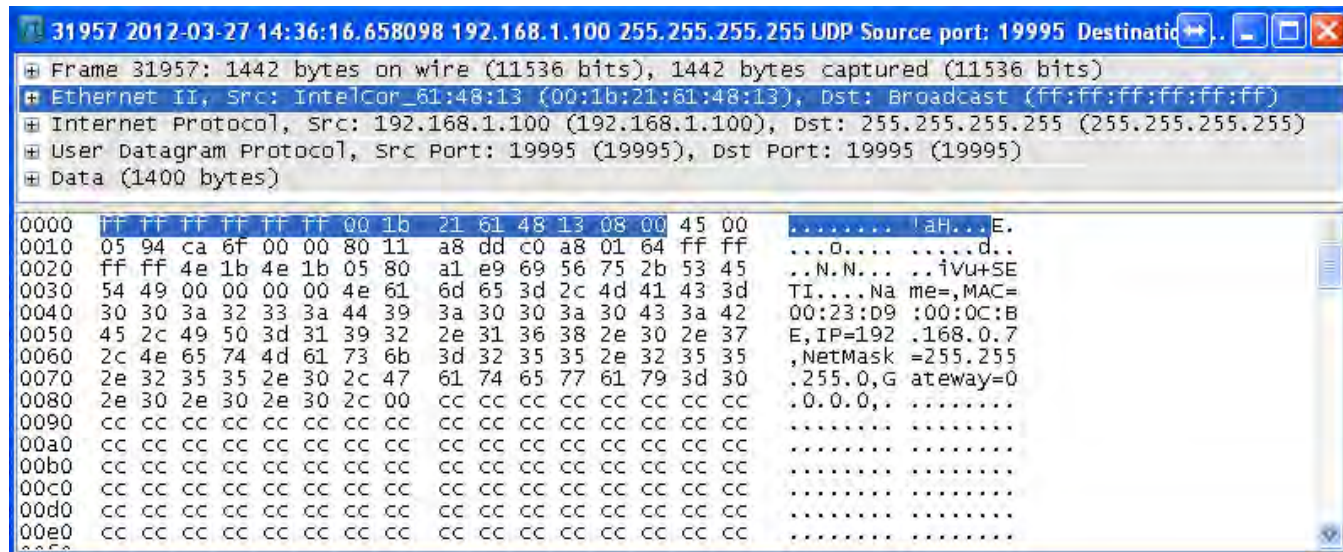 31957 2012-03-27 14:36:16.658098 192.168.1.100 255.255.255.255 UDP Source port: 19995 Destinatio...
Frame 31957: 1442 bytes on wire (11536 bits), 1442 bytes captured (11536 bits)
Ethernet II, Src: IntelCor_61:48:13 (00:1b:21:61:48:13), Dst: Broadcast (ff:ff:ff:ff:ff:ff)
Internet Protocol, Src: 192.168.1.100 (192.168.1.100), Dst: 255.255.255.255 (255.255.255.255)
User Datagram Protocol, Src Port: 19995 (19995), Dst Port: 19995 (19995)
Data (1400 bytes)
0000 ff ff ff ff ff ff 00 1b 21 61 48 13 08 00 45 00 ........ !aH...E.
0010 05 94 ca 6f 00 00 80 11 a8 dd c0 a8 01 64 ff ff ...o.... .....d..
0020 ff ff 4e 1b 4e 1b 05 80 a1 e9 69 56 75 2b 53 45 ..N.N... ..iVu+SE
0030 54 49 00 00 00 00 4e 61 6d 65 3d 2c 4d 41 43 3d TI....Na me=,MAC=
0040 30 30 3a 32 33 3a 44 39 3a 30 30 3a 30 43 3a 42 00:23:D9 :00:0C:B
0050 45 2c 49 50 3d 31 39 32 2e 31 36 38 2e 30 2e 37 E,IP=192 .168.0.7
0060 2c 4e 65 74 4d 61 73 6b 3d 32 35 35 2e 32 35 35 ,NetMask =255.255
0070 2e 32 35 35 2e 30 2c 47 61 74 65 77 61 79 3d 30 .255.0,G ateway=0
0080 2e 30 2e 30 2e 30 2c 00 cc cc cc cc cc cc cc cc .0.0.0,. ........
0090 cc cc cc cc cc cc cc cc cc cc cc cc cc cc cc cc ........ ........
00a0 cc cc cc cc cc cc cc cc cc cc cc cc cc cc cc cc ........ ........
00b0 cc cc cc cc cc cc cc cc cc cc cc cc cc cc cc cc ........ ........
00c0 cc cc cc cc cc cc cc cc cc cc cc cc cc cc cc cc ........ ........
00d0 cc cc cc cc cc cc cc cc cc cc cc cc cc cc cc cc ........ ........
00e0 cc cc cc cc cc cc cc cc cc cc cc cc cc cc cc cc ........ ........